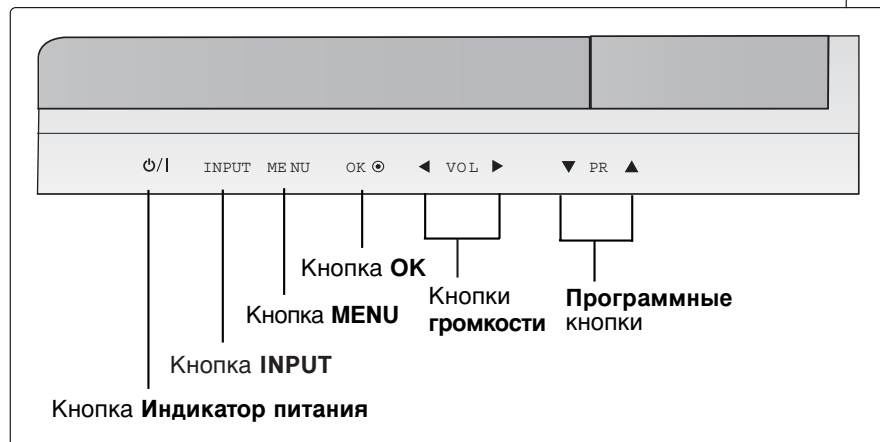 ⏻/I INPUT MENU OK ⦿ ◀ VOL ▶ ▼ PR ▲
Кнопка OK
Кнопка MENU
Кнопки
громкости
Программные
кнопки
Кнопка INPUT
Кнопка Индикатор питания